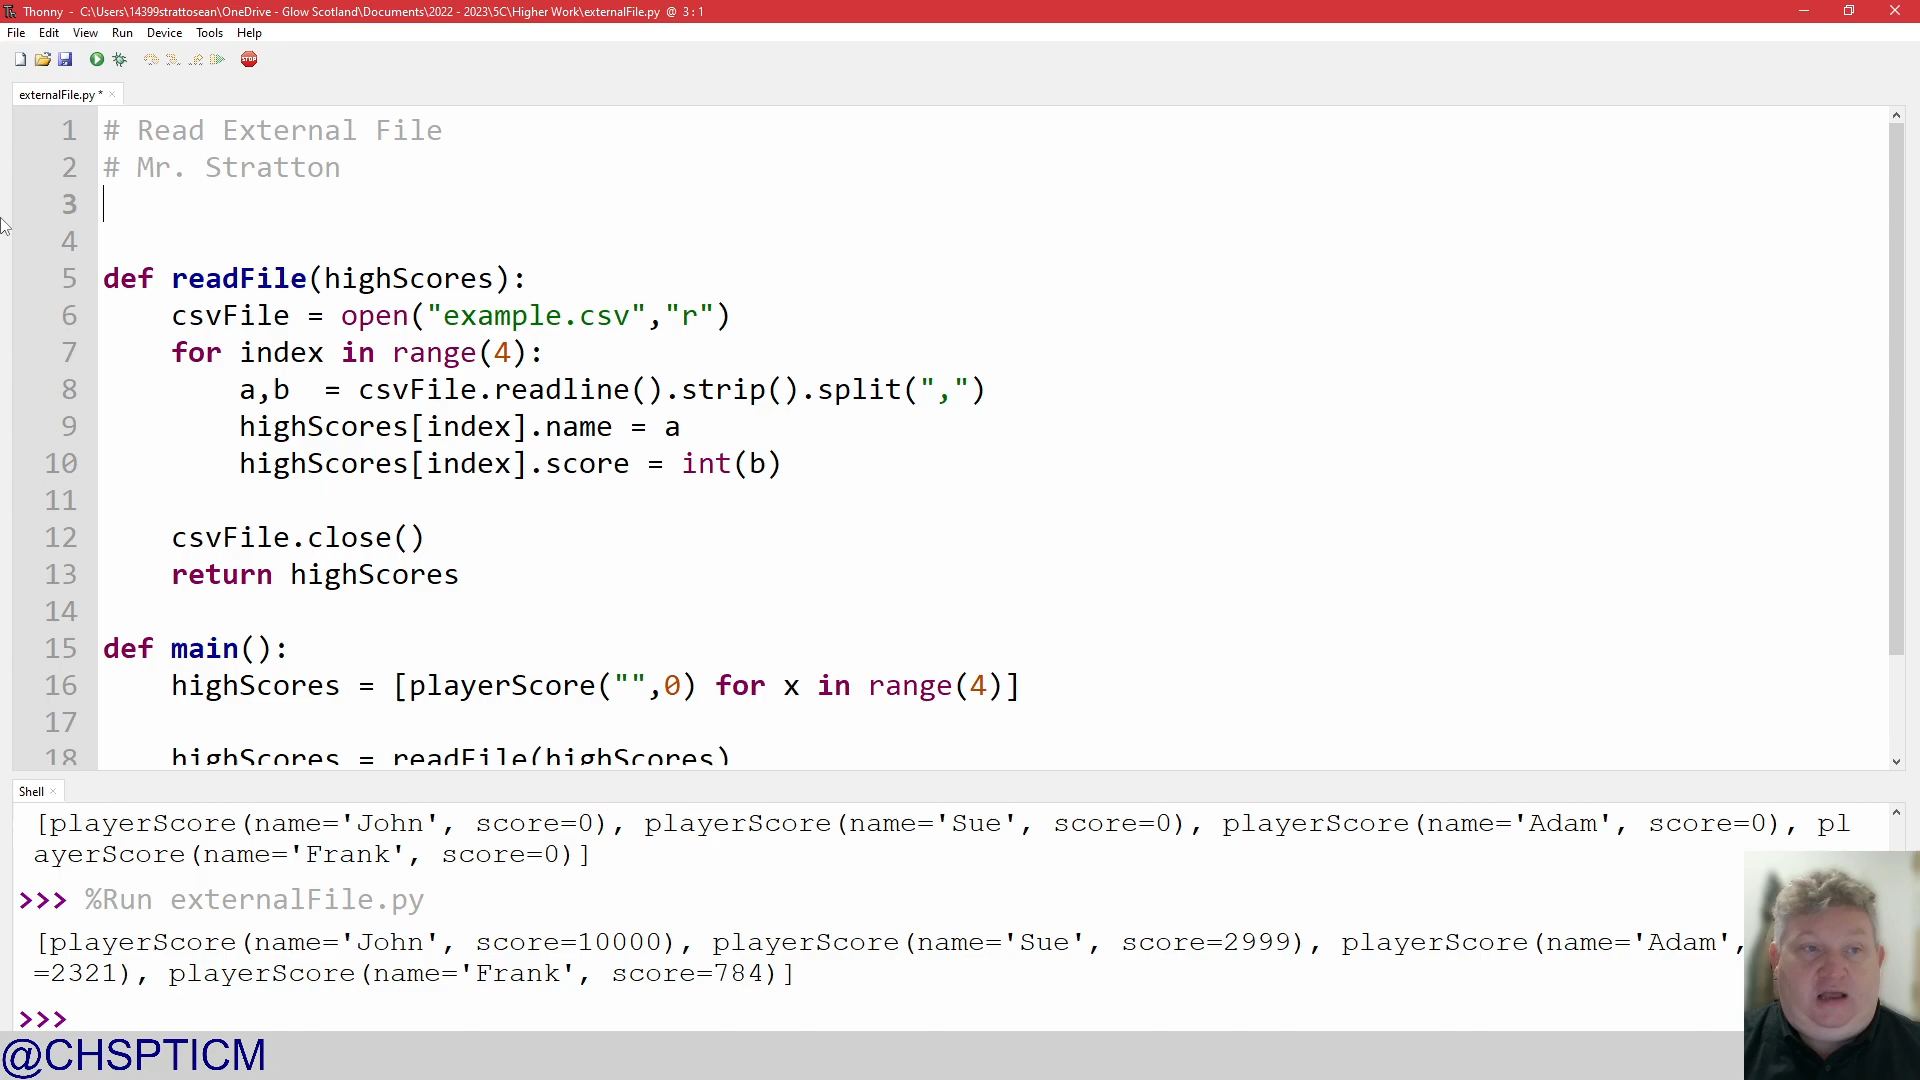 Thonny - C:\Users\14399strattosean\OneDrive - Glow Scotland\Documents\2022 - 2023\5C\Higher Work\externalFile.py @ 3 : 1
File Edit View Run Device Tools Help
STOP
externalFile.py * ×
1 # Read External File
2 # Mr. Stratton
3
4
5 def readFile(highScores):
6     csvFile = open("example.csv","r")
7     for index in range(4):
8         a,b  = csvFile.readline().strip().split(",")
9         highScores[index].name = a
10         highScores[index].score = int(b)
11
12     csvFile.close()
13     return highScores
14
15 def main():
16     highScores = [playerScore("",0) for x in range(4)]
17
18     highScores = readFile(highScores)
Shell ×
[playerScore(name='John', score=0), playerScore(name='Sue', score=0), playerScore(name='Adam', score=0), pl
ayerScore(name='Frank', score=0)]
>>> %Run externalFile.py
[playerScore(name='John', score=10000), playerScore(name='Sue', score=2999), playerScore(name='Adam',
=2321), playerScore(name='Frank', score=784)]
>>>
@CHSPTICM